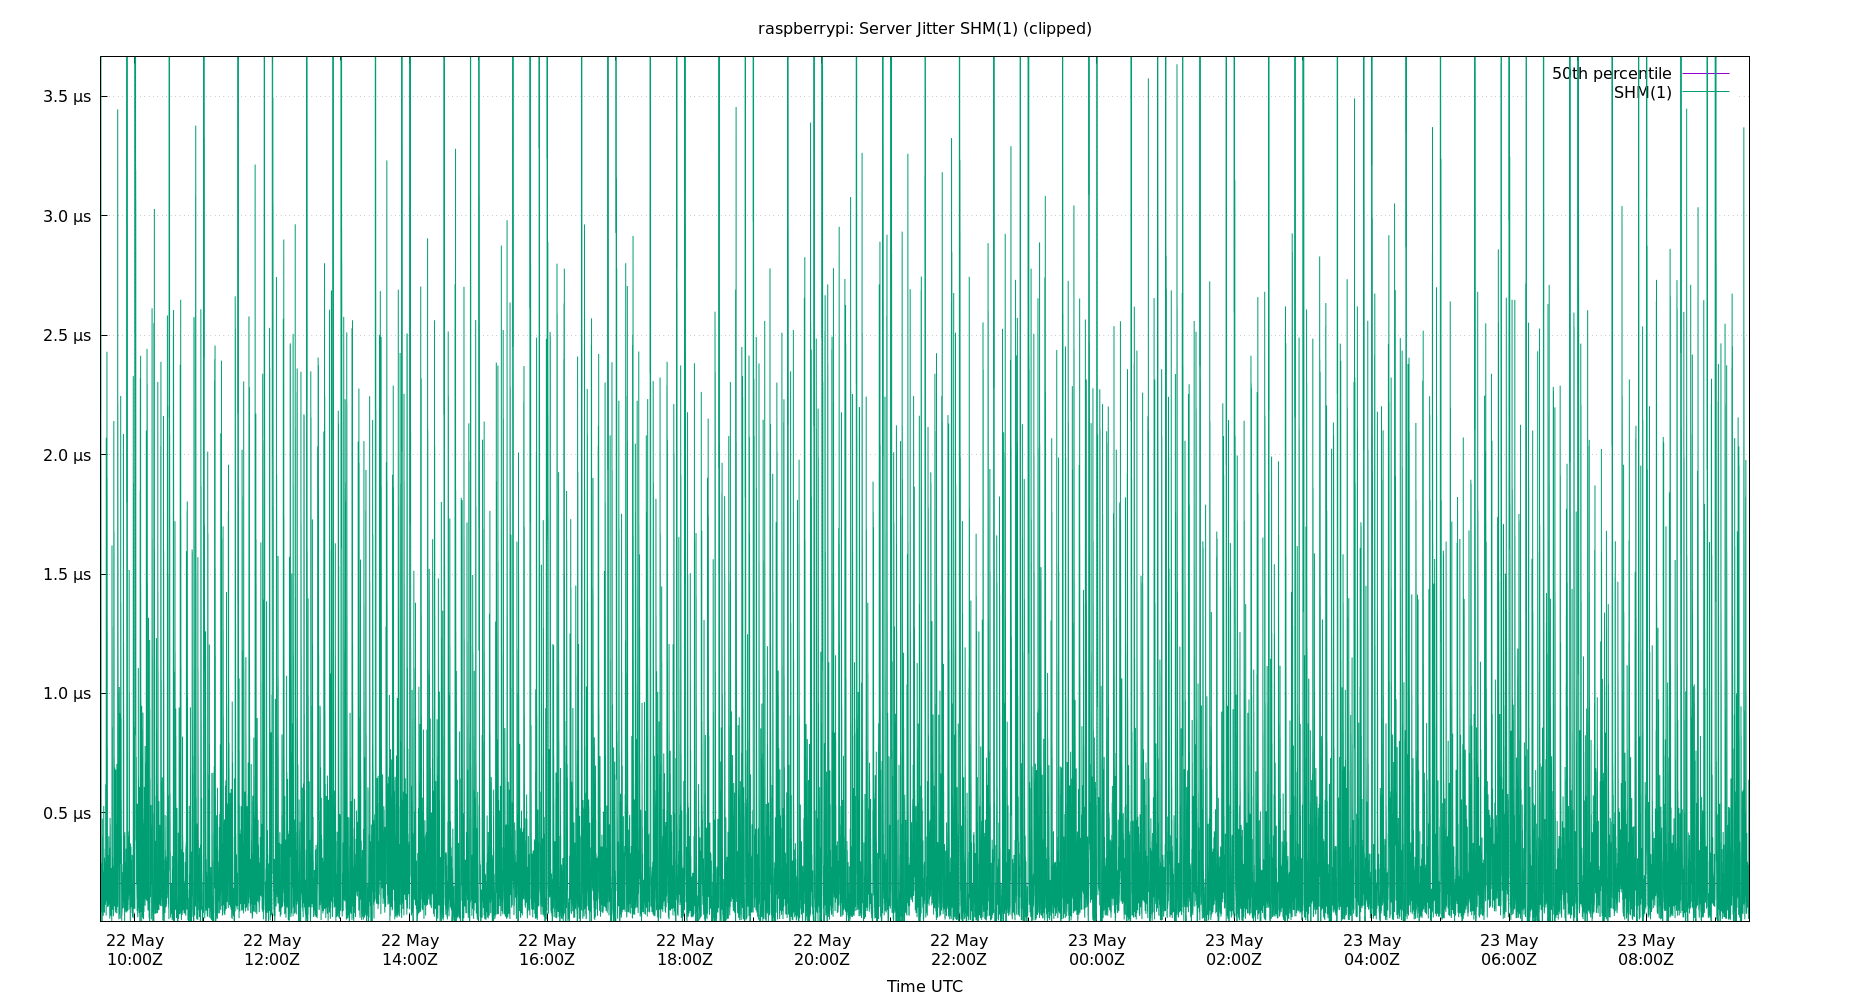 raspberrypi: Server Jitter SHM(1) (clipped)
50th percentile
SHM(1)
3.5 µs
3.0 µs
2.5 µs
2.0 µs
1.5 µs
1.0 µs
0.5 µs
22 May 22 May 22 May 22 May 22 May 22 May 22 May 23 May 23 May 23 May 23 May 23 May
10:00Z 12:00Z 14:00Z 16:00Z 18:00Z 20:00Z 22:00Z 00:00Z 02:00Z 04:00Z 06:00Z 08:00Z
Time UTC